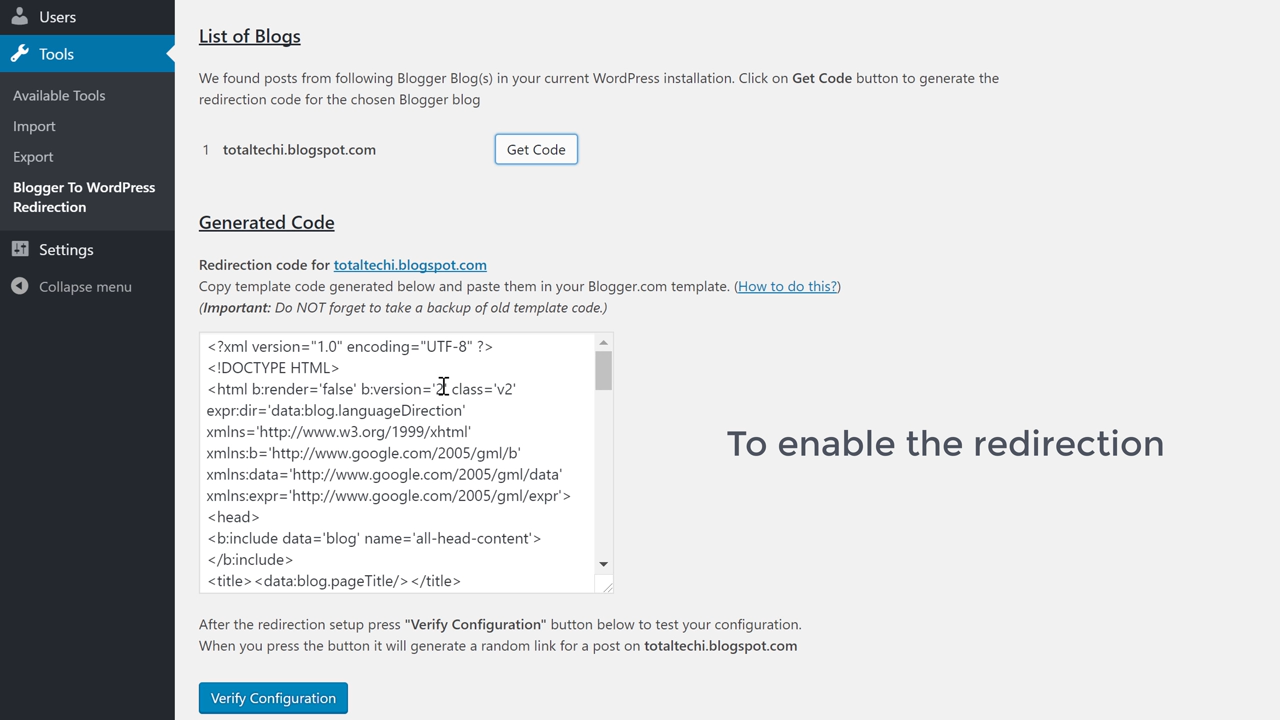 Users
Tools
Available Tools
Import
Export
Blogger To WordPress
Redirection
Settings
Collapse menu
List of Blogs
We found posts from following Blogger Blog(s) in your current WordPress installation. Click on Get Code button to generate the
redirection code for the chosen Blogger blog
1 totaltechi.blogspot.com Get Code
Generated Code
Redirection code for totaltechi.blogspot.com
Copy template code generated below and paste them in your Blogger.com template. (How to do this?)
(Important: Do NOT forget to take a backup of old template code.)
<?xml version="1.0" encoding="UTF-8" ?>
<!DOCTYPE HTML>
<html b:render='false' b:version='2' class='v2'
expr:dir='data:blog.languageDirection'
xmlns='http://www.w3.org/1999/xhtml'
xmlns:b='http://www.google.com/2005/gml/b'
xmlns:data='http://www.google.com/2005/gml/data'
xmlns:expr='http://www.google.com/2005/gml/expr'>
<head>
<b:include data='blog' name='all-head-content'>
</b:include>
<title><data:blog.pageTitle/></title>
To enable the redirection
After the redirection setup press "Verify Configuration" button below to test your configuration.
When you press the button it will generate a random link for a post on totaltechi.blogspot.com
Verify Configuration